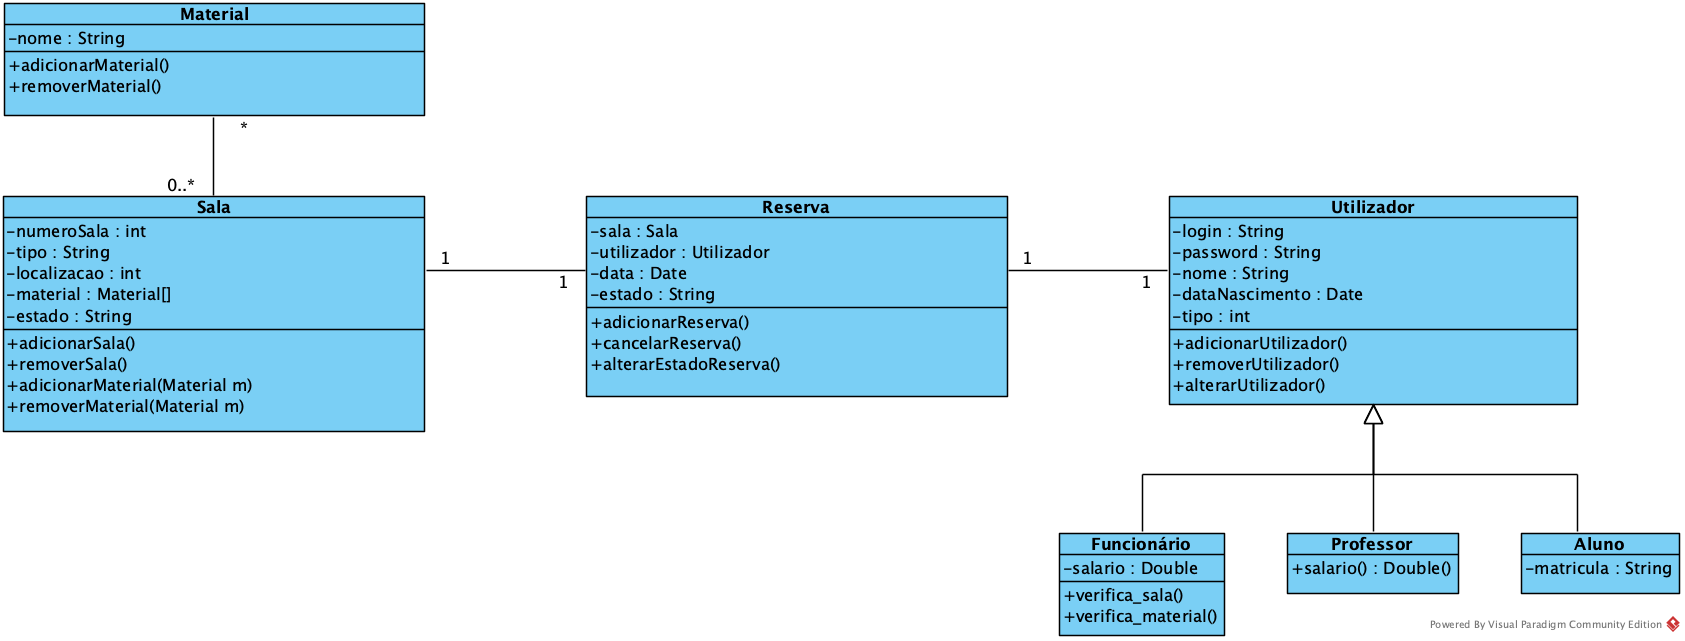 Material
-nome : String
+adicionarMaterial()
+removerMaterial()
*
0..*
Sala
-numeroSala : int
-tipo : String
-localizacao : int
-material : Material[]
-estado : String
+adicionarSala()
+removerSala()
+adicionarMaterial(Material m)
+removerMaterial(Material m)
1
1
Reserva
-sala : Sala
-utilizador : Utilizador
-data : Date
-estado : String
+adicionarReserva()
+cancelarReserva()
+alterarEstadoReserva()
1
1
Utilizador
-login : String
-password : String
-nome : String
-dataNascimento : Date
-tipo : int
+adicionarUtilizador()
+removerUtilizador()
+alterarUtilizador()
Funcionário
-salario : Double
+verifica_sala()
+verifica_material()
Professor
+salario() : Double()
Aluno
-matricula : String
Powered By Visual Paradigm Community Edition